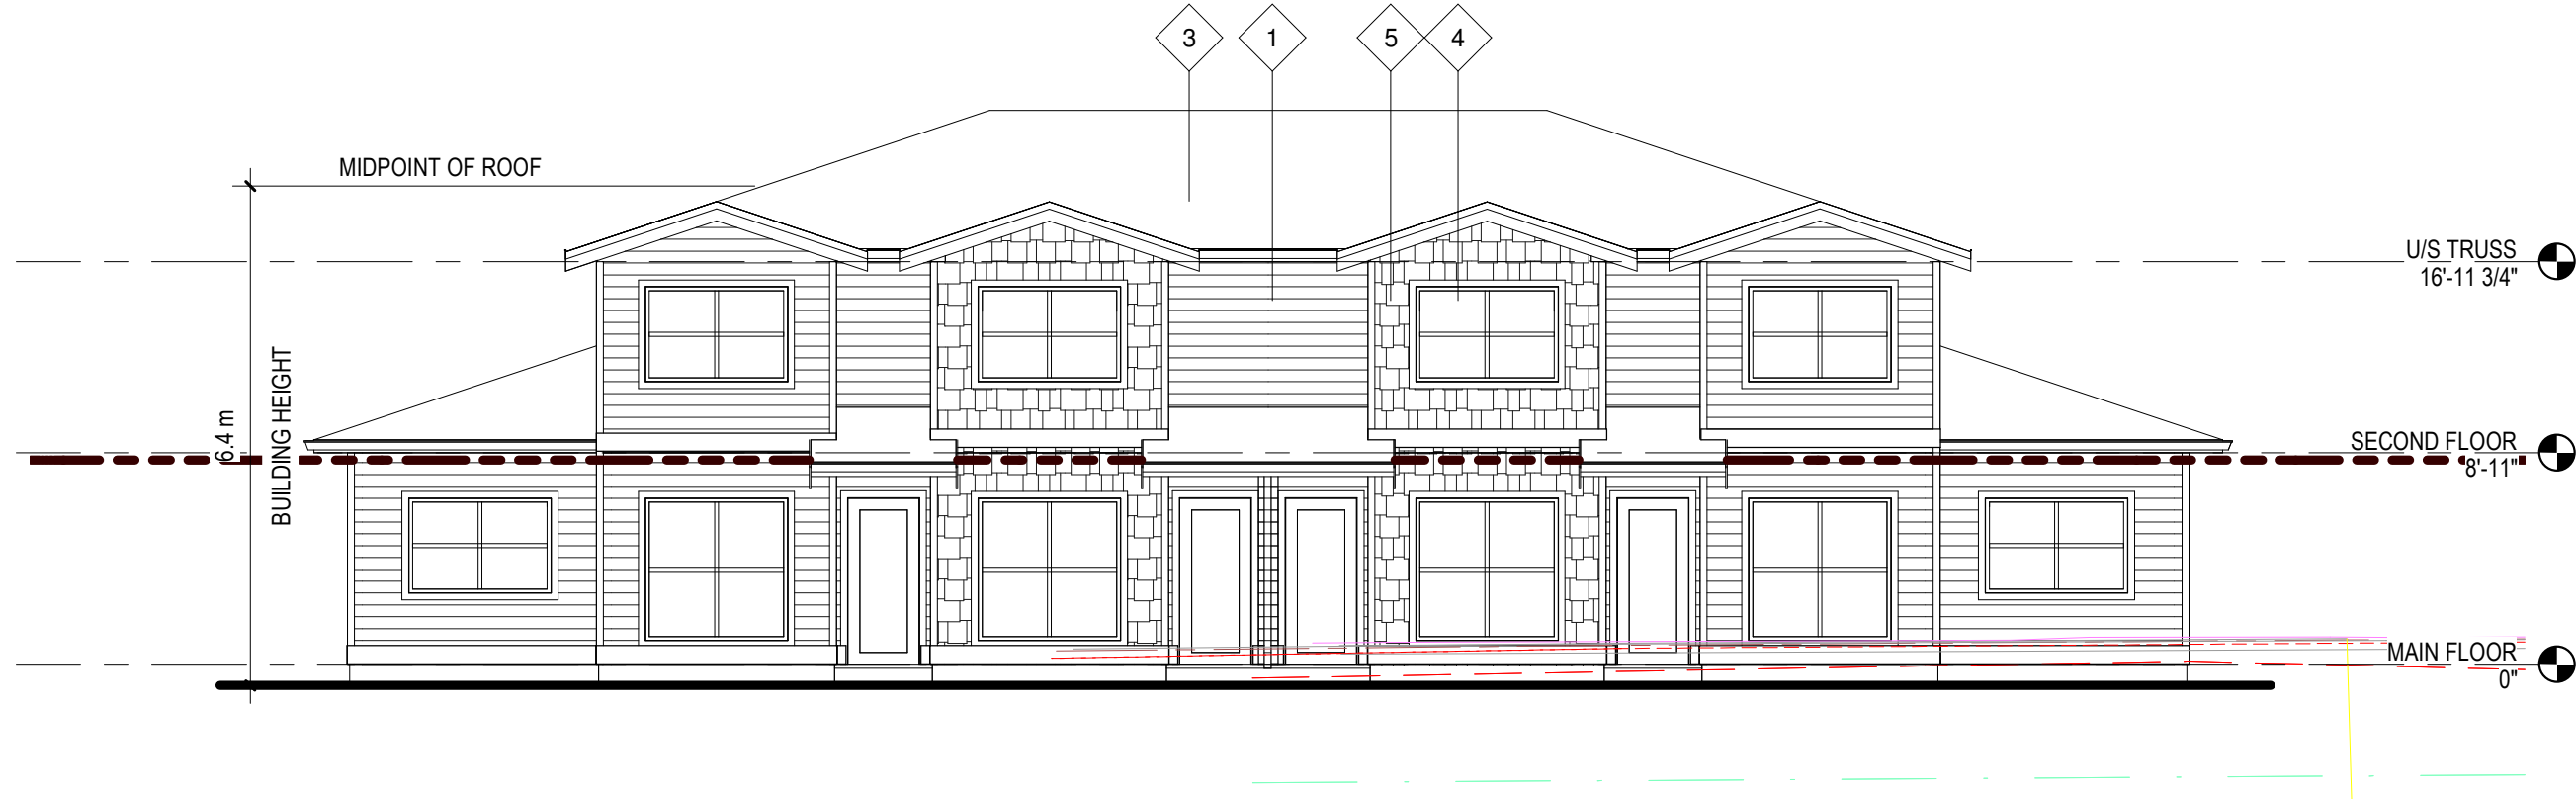 3
1
5
4
MIDPOINT OF ROOF
U/S TRUSS
16'-11 3/4"
6.4 m
BUILDING HEIGHT
SECOND FLOOR
8'-11"
MAIN FLOOR
0"